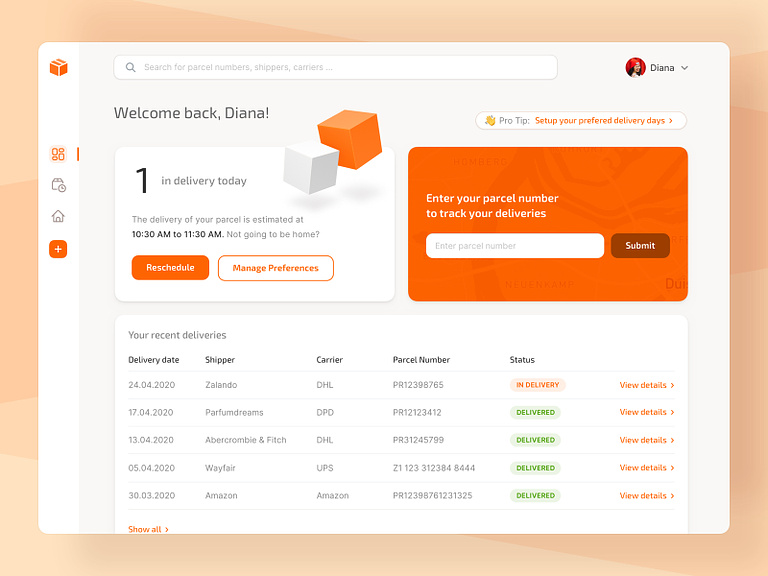 Search for parcel numbers, shippers, carriers ...
Diana
Welcome back, Diana!
Pro Tip: Setup your prefered delivery days
1 in delivery today
The delivery of your parcel is estimated at
10:30 AM to 11:30 AM. Not going to be home?
Reschedule
Manage Preferences
Enter your parcel number
to track your deliveries
Enter parcel number
Submit
NEUENKAMP
Your recent deliveries
Delivery date Shipper Carrier Parcel Number Status
24.04.2020 Zalando DHL PR12398765 IN DELIVERY View details
17.04.2020 Parfumdreams DPD PR12123412 DELIVERED View details
13.04.2020 Abercrombie & Fitch DHL PR31245799 DELIVERED View details
05.04.2020 Wayfair UPS Z1 123 312384 8444 DELIVERED View details
30.03.2020 Amazon Amazon PR12398761231325 DELIVERED View details
Show all